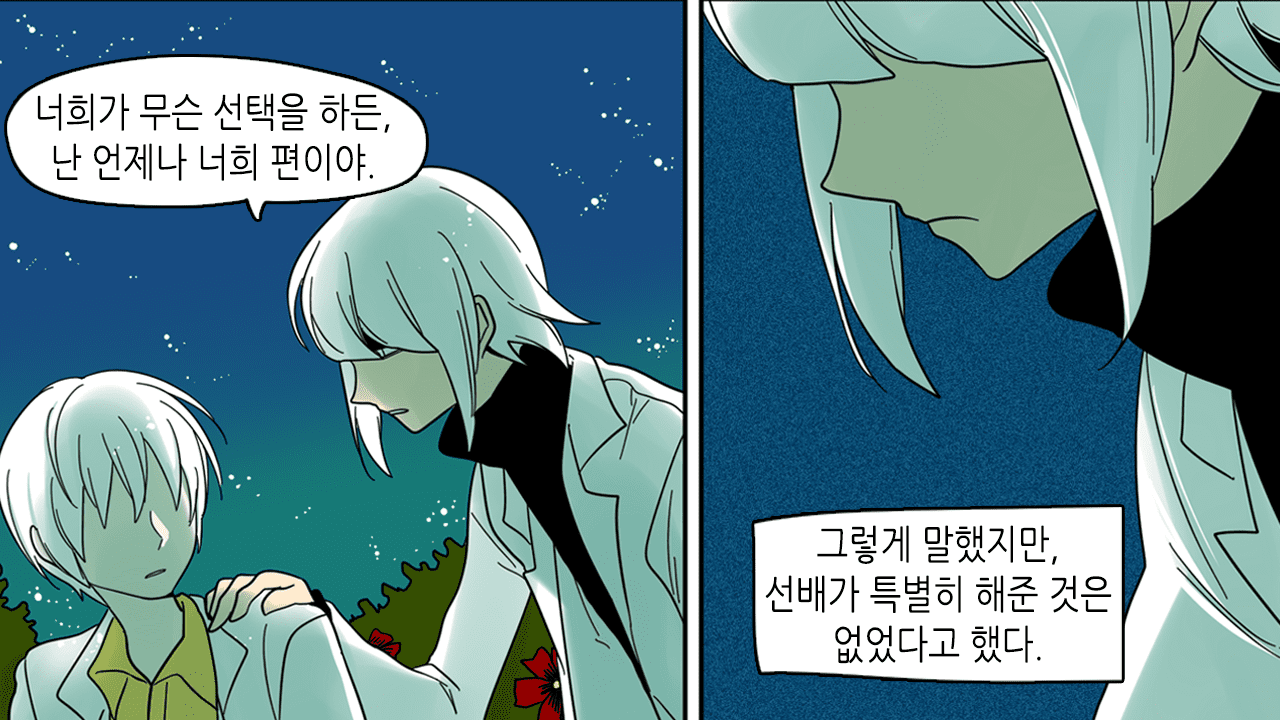 너희가 무슨 선택을 하든,
난 언제나 너희 편이야.
그렇게 말했지만,
선배가 특별히 해준 것은
없었다고 했다.